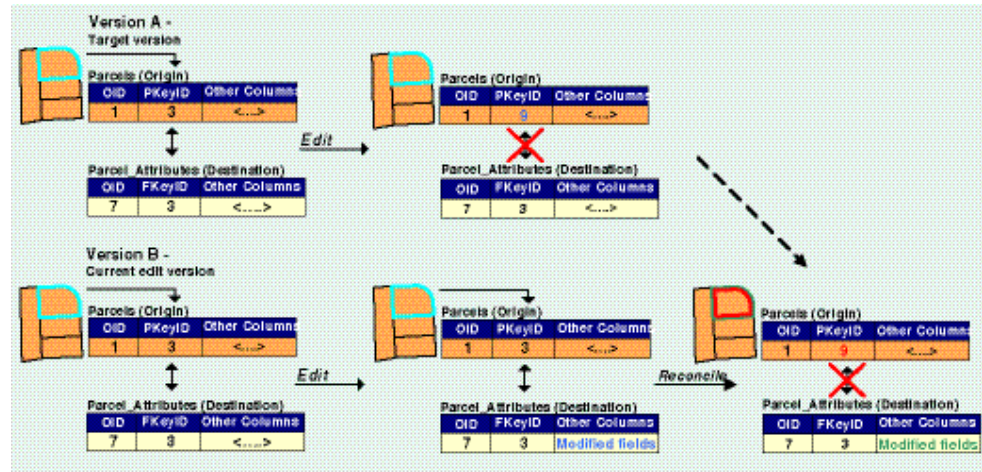 Version A -
Target version
Parcels (Origin)
OID PKeyID Other Columns
1 3 <....>
Edit
Parcel_Attributes (Destination)
OID FKeyID Other Columns
7 3 <....>
Parcels (Origin)
OID PKeyID Other Columns
1 9 <....>
Parcel_Attributes (Destination)
OID FKeyID Other Columns
7 3 <....>
Version B -
Current edit version
Parcels (Origin)
OID PKeyID Other Columns
1 3 <....>
Edit
Parcel_Attributes (Destination)
OID FKeyID Other Columns
7 3 <....>
Parcels (Origin)
OID PKeyID Other Columns
1 3 <....>
Reconcile
Parcel_Attributes (Destination)
OID FKeyID Other Columns
7 3 Modified fields
Parcels (Origin)
OID PKeyID Other Columns
1 9 <....>
Parcel_Attributes (Destination)
OID FKeyID Other Columns
7 3 Modified fields